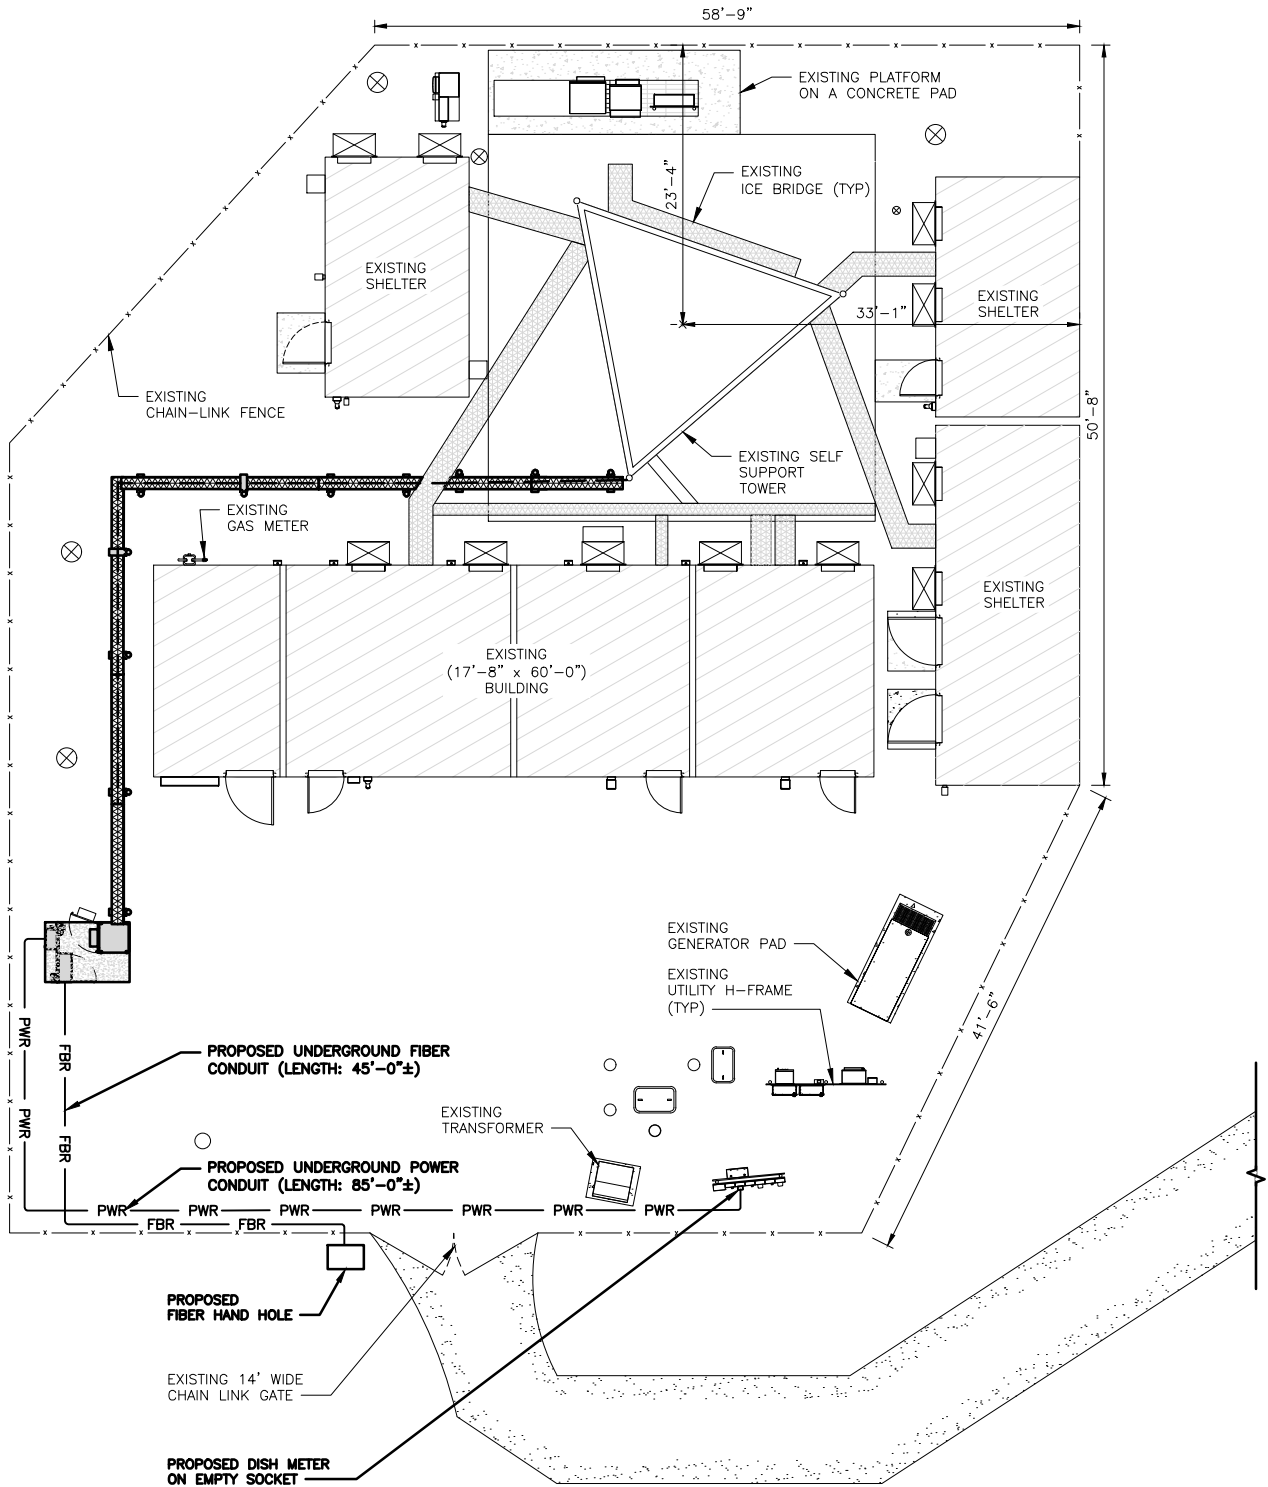 58'-9"
EXISTING PLATFORM
ON A CONCRETE PAD
23'-4"
EXISTING
ICE BRIDGE (TYP)
EXISTING
SHELTER
EXISTING
SHELTER
33'-1"
EXISTING
CHAIN-LINK FENCE
50'-8"
EXISTING SELF
SUPPORT
TOWER
EXISTING
GAS METER
EXISTING
SHELTER
EXISTING
(17'-8" x 60'-0")
BUILDING
EXISTING
GENERATOR PAD
EXISTING
UTILITY H-FRAME
(TYP)
41'-6"
PWR
FBR
PROPOSED UNDERGROUND FIBER
CONDUIT (LENGTH: 45'-0"±)
PWR
FBR
EXISTING
TRANSFORMER
PROPOSED UNDERGROUND POWER
CONDUIT (LENGTH: 85'-0"±)
PWR PWR PWR PWR PWR PWR PWR
FBR FBR
PROPOSED
FIBER HAND HOLE
EXISTING 14' WIDE
CHAIN LINK GATE
PROPOSED DISH METER
ON EMPTY SOCKET